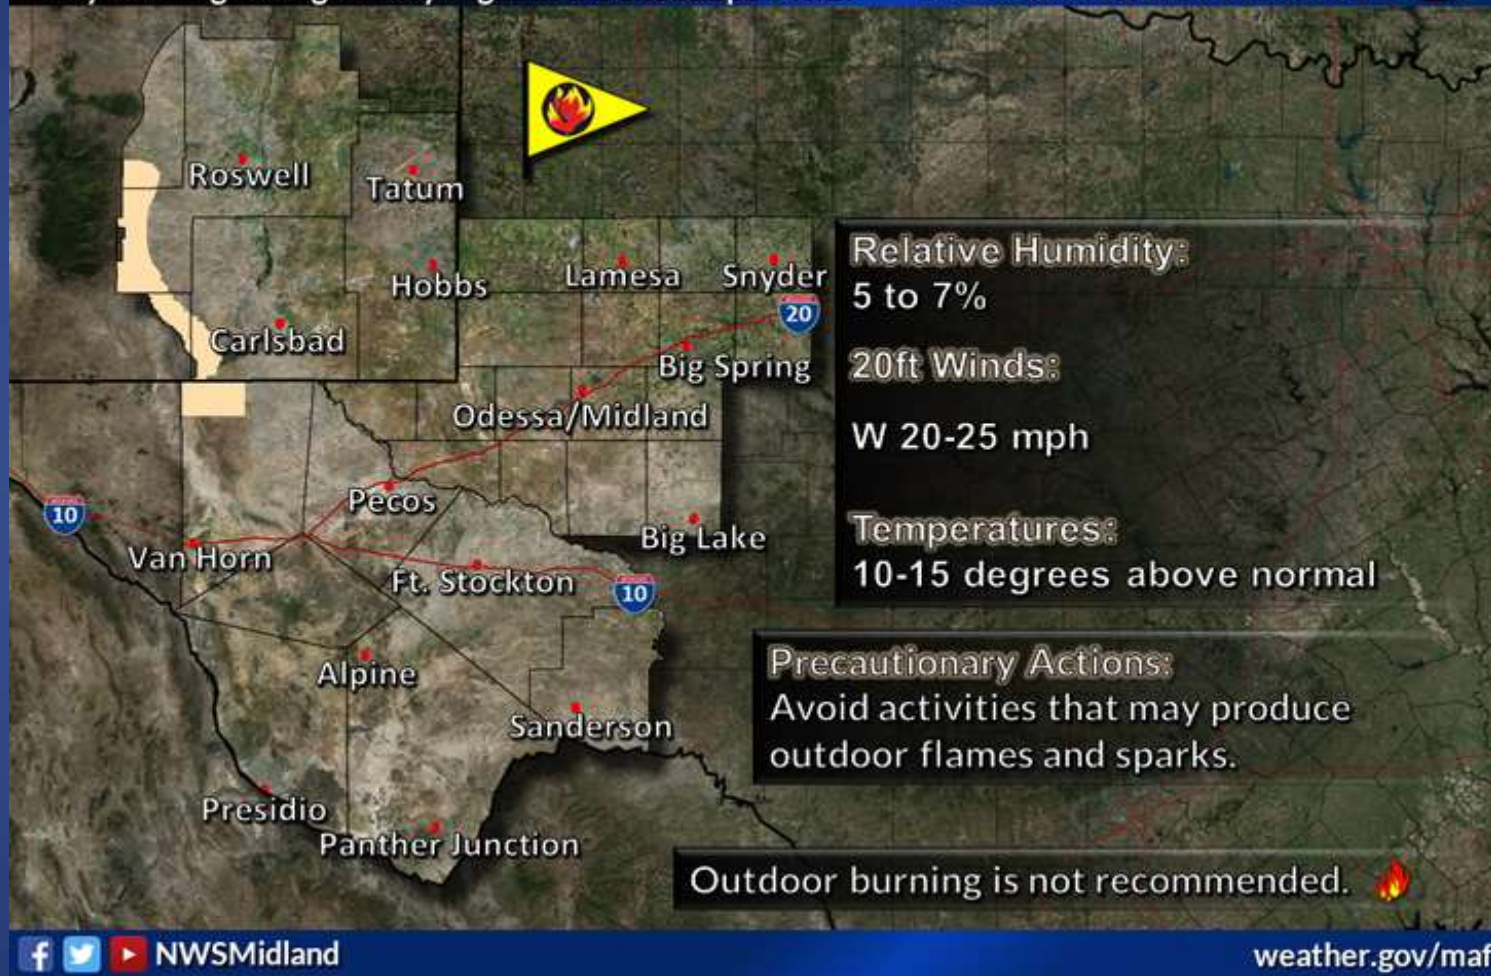 Roswell
Tatum
Hobbs
Lamesa
Snyder
20
Carlsbad
Big Spring
Odessa/Midland
Pecos
10
Van Horn
Big Lake
Ft. Stockton
10
Alpine
Sanderson
Presidio
Panther Junction
Relative Humidity:
5 to 7%
20ft Winds:
W 20-25 mph
Temperatures:
10-15 degrees above normal
Precautionary Actions:
Avoid activities that may produce
outdoor flames and sparks.
Outdoor burning is not recommended.
NWSMidland
weather.gov/maf